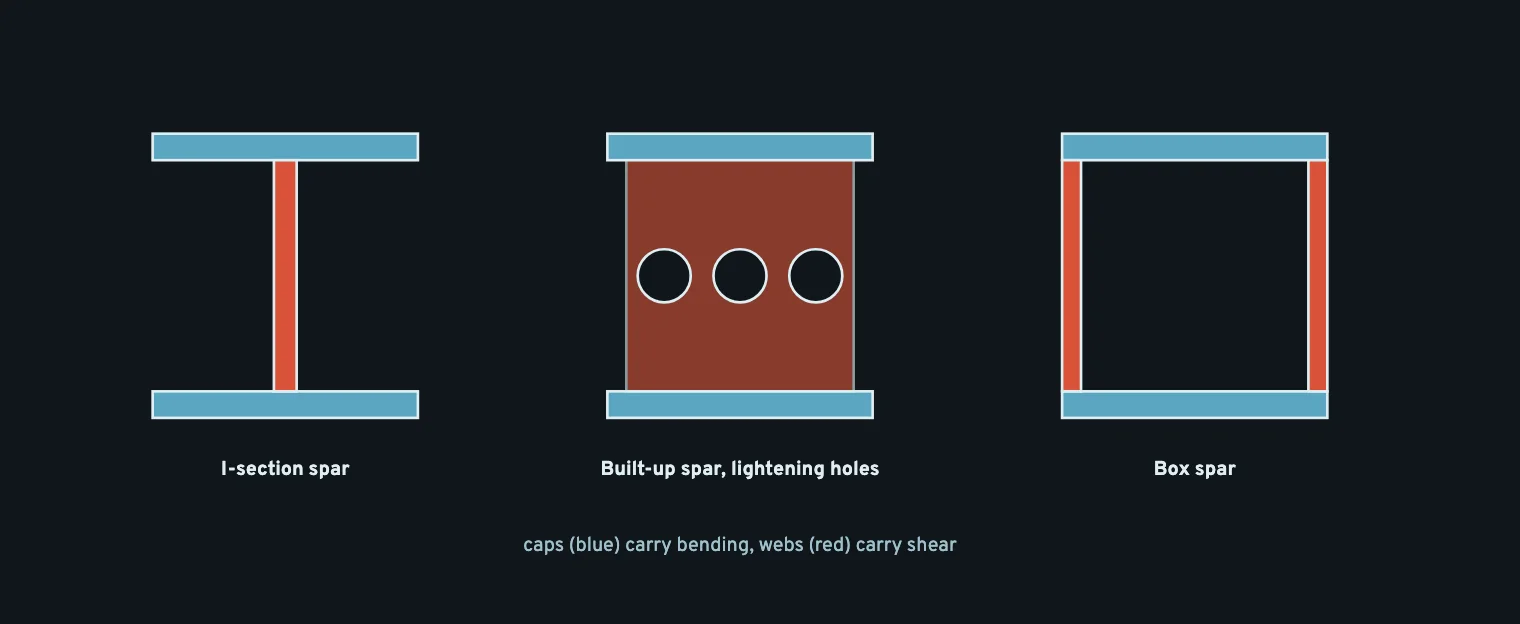 I-section spar
Built-up spar, lightening holes
Box spar
caps (blue) carry bending, webs (red) carry shear